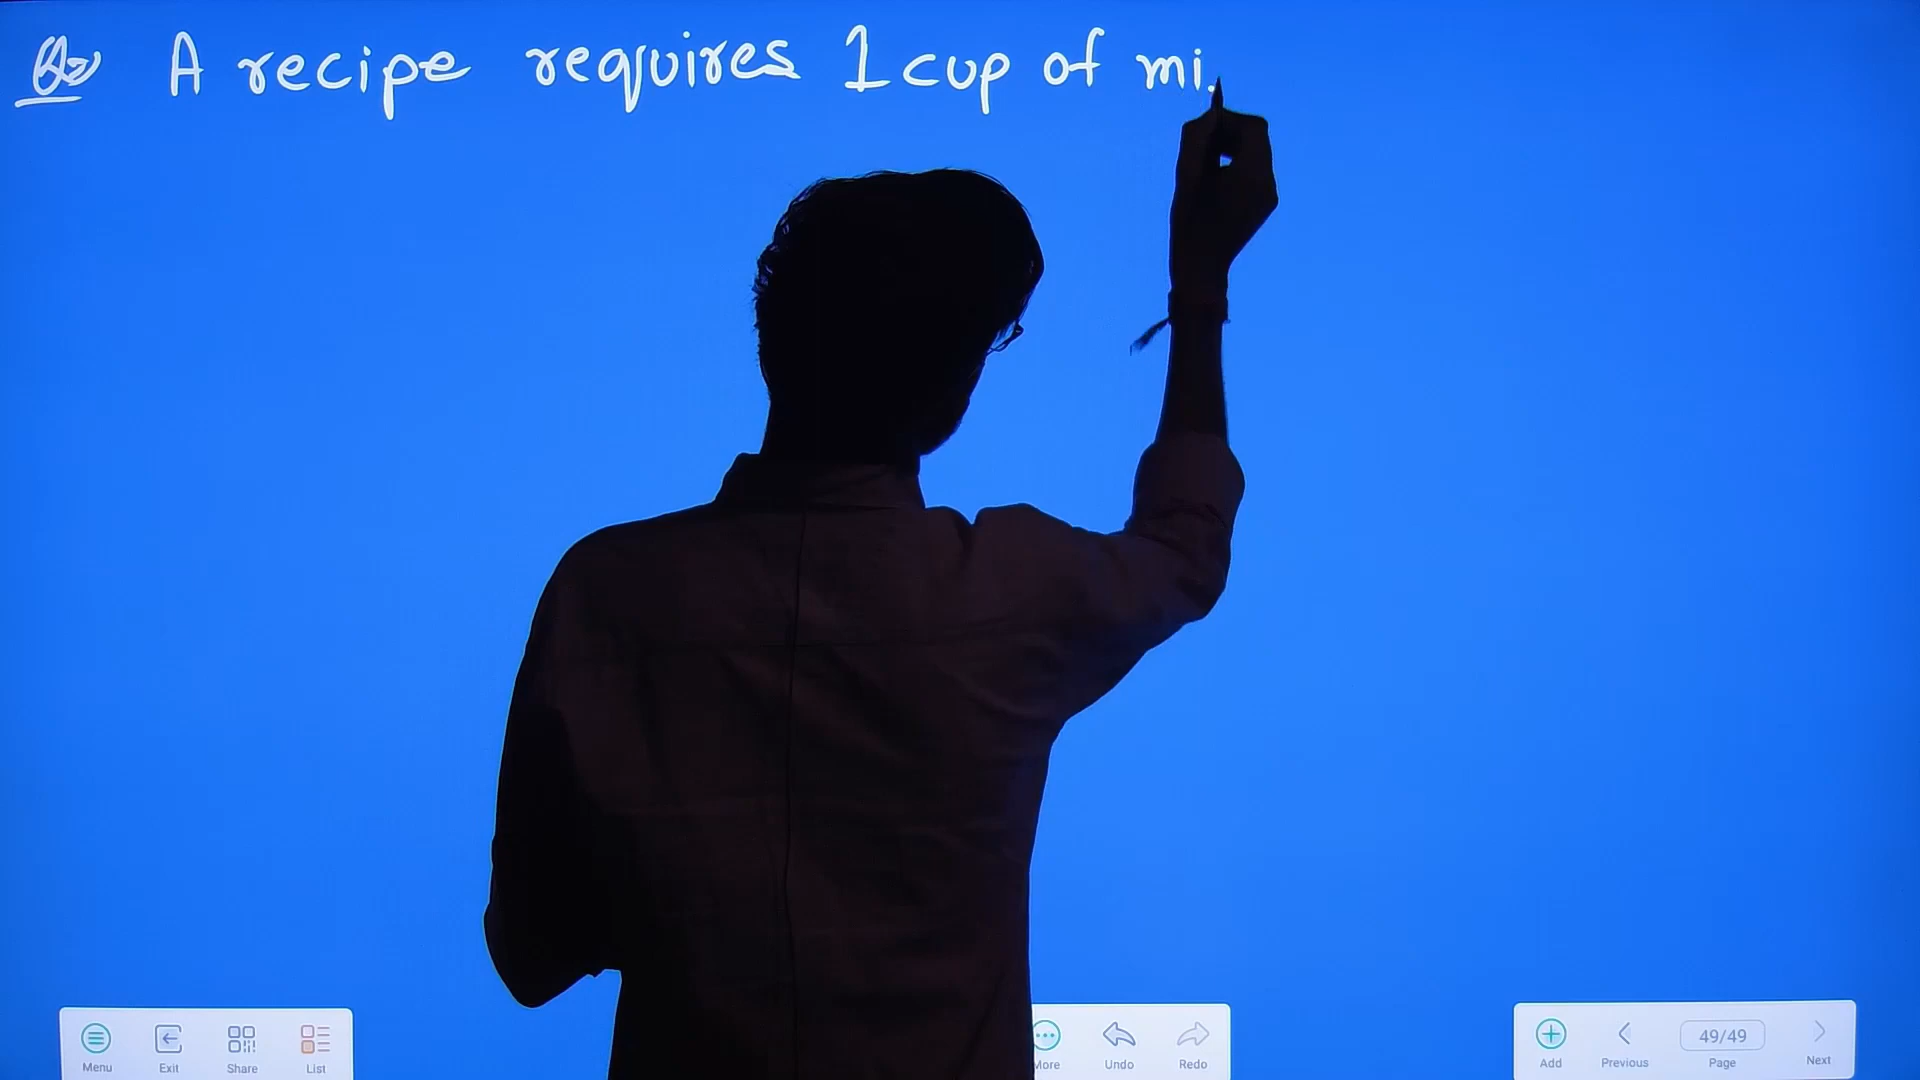 Q> A recipe requires 1 cup of mi
Menu Exit Share List More Undo Redo Add Previous 49/49 Page Next